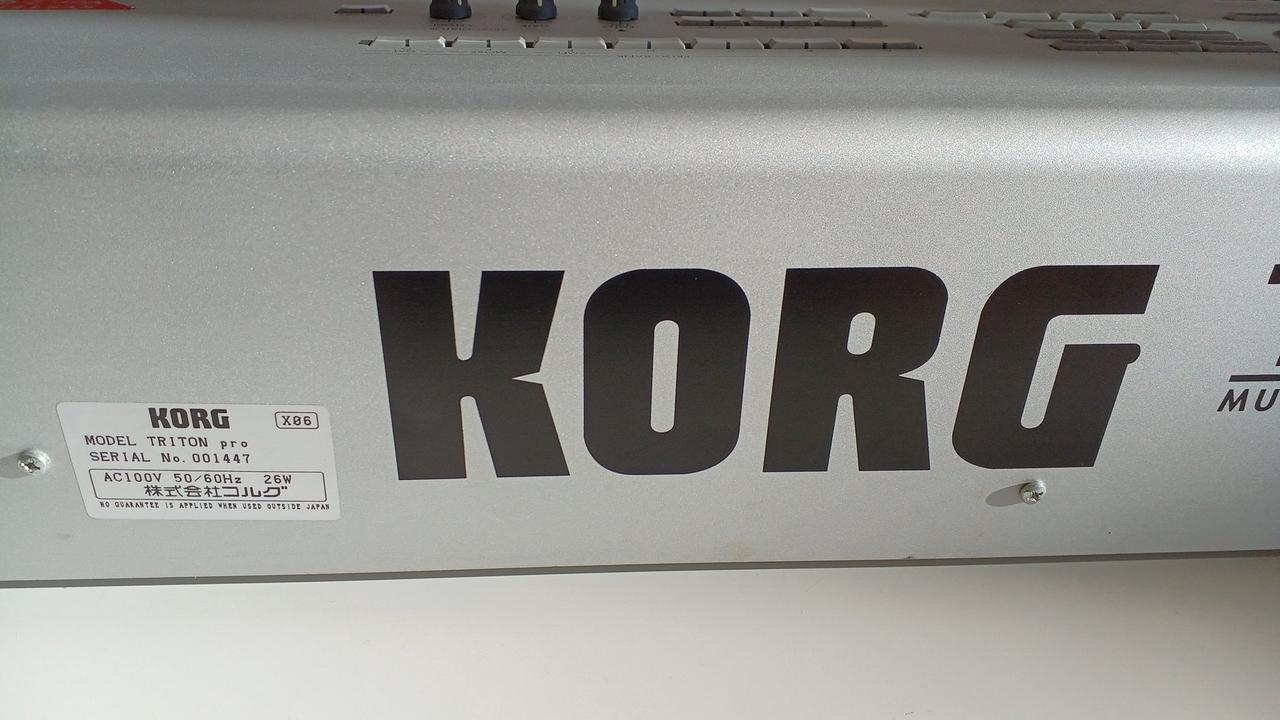 KORG
MU
KORG X06
MODEL TRITON pro
SERIAL No. 001447
AC100V 50/60Hz 26W
株式会社コルグ
NO GUARANTEE IS APPLIED WHEN USED OUTSIDE JAPAN